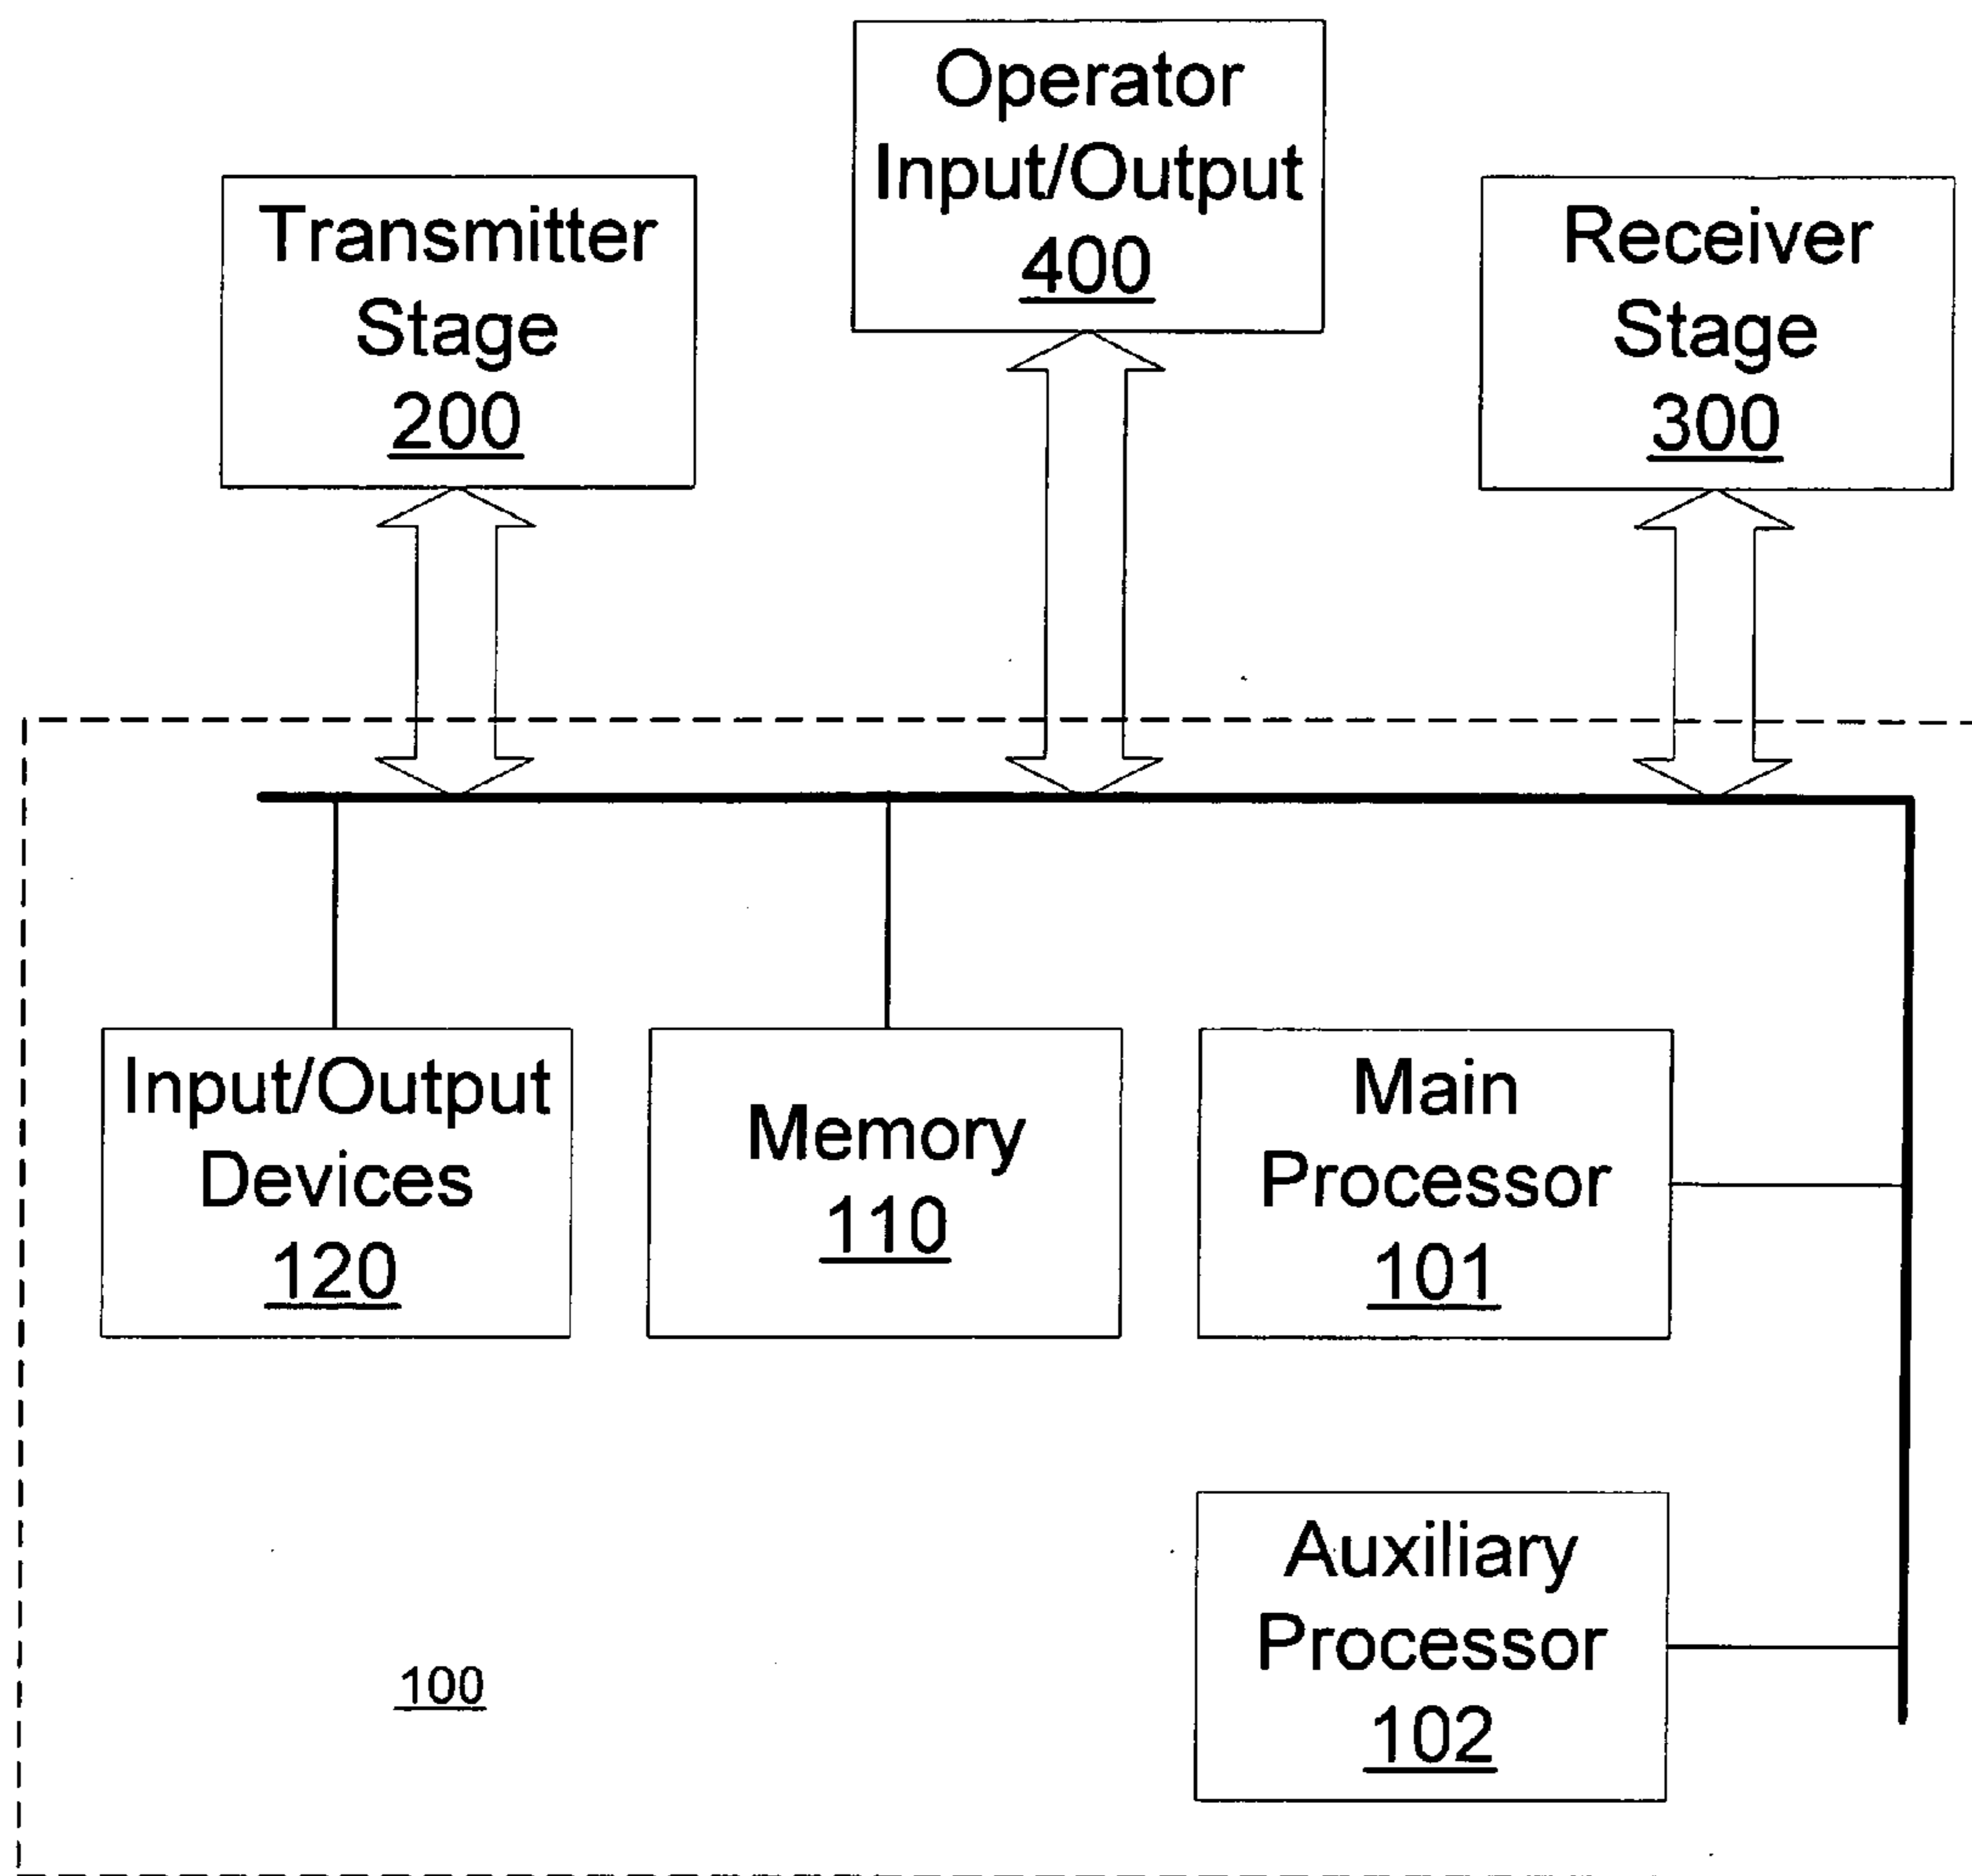 Operator
Input/Output
400
Transmitter
Stage
200
Receiver
Stage
300
Input/Output
Devices
120
Memory
110
Main
Processor
101
Auxiliary
Processor
102
100